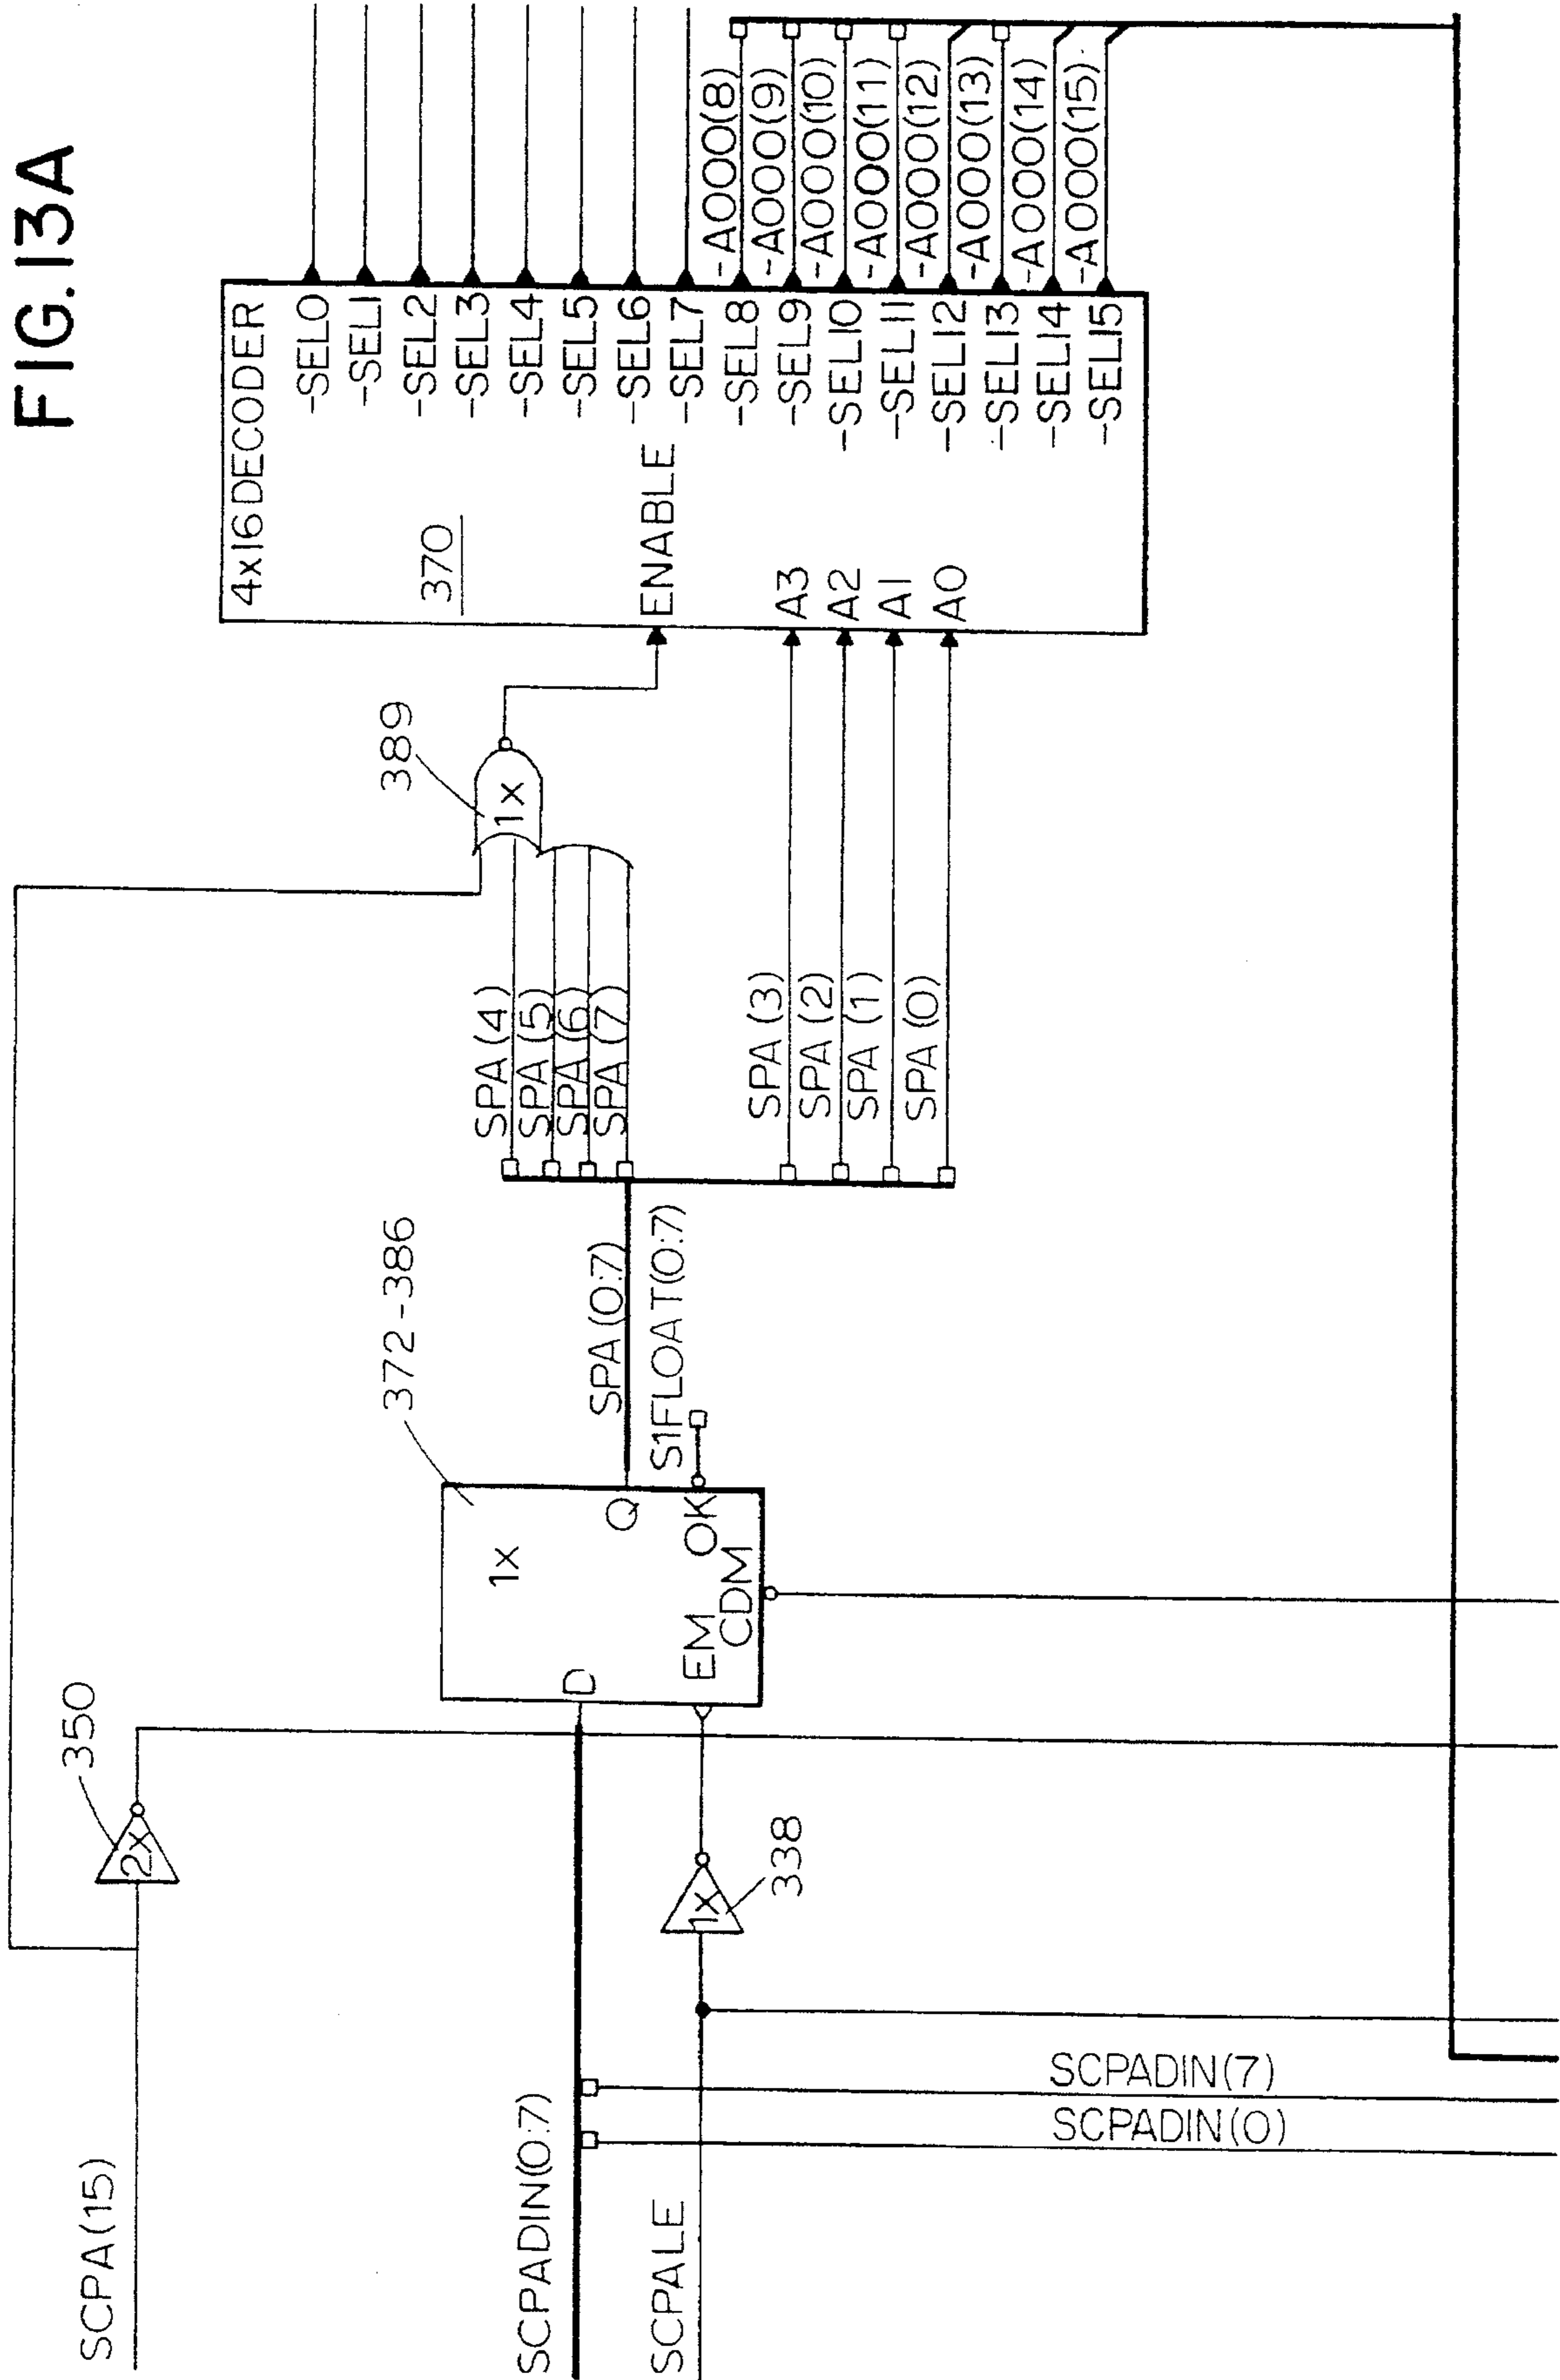 FIG.13A
SCPA(15)
350
2x
SCPADIN(0:7)
SCPALE
1x
338
SCPADIN(7)
SCPADIN(0)
372-386
1x
D
Q
EM
OK
CDM
SPA(0:7)
S1FLOAT(0:7)
SPA(4)
SPA(5)
SPA(6)
SPA(7)
SPA(3)
SPA(2)
SPA(1)
SPA(0)
389
1x
4x16DECODER
370
ENABLE
A3
A2
A1
A0
-SEL0
-SEL1
-SEL2
-SEL3
-SEL4
-SEL5
-SEL6
-SEL7
-SEL8
-SEL9
-SEL10
-SEL11
-SEL12
-SEL13
-SEL14
-SEL15
-A000(8)
-A000(9)
-A000(10)
-A000(11)
-A000(12)
-A000(13)
-A000(14)
-A000(15)